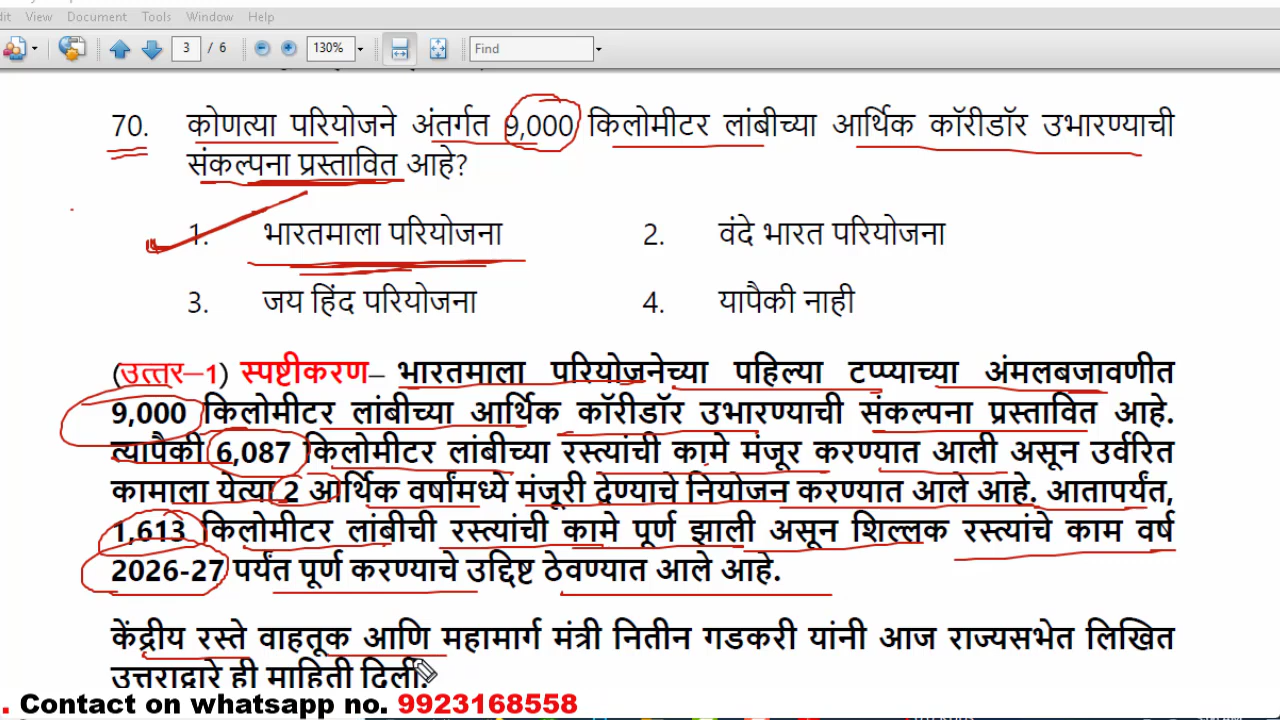 dit View Document Tools Window Help
3 / 6 130% Find
70. कोणत्या परियोजने अंतर्गत 9,000 किलोमीटर लांबीच्या आर्थिक कॉरीडॉर उभारण्याची
संकल्पना प्रस्तावित आहे?
1. भारतमाला परियोजना 2. वंदे भारत परियोजना
3. जय हिंद परियोजना 4. यापैकी नाही
(उत्तर–1) स्पष्टीकरण– भारतमाला परियोजनेच्या पहिल्या टप्प्याच्या अंमलबजावणीत
9,000 किलोमीटर लांबीच्या आर्थिक कॉरीडॉर उभारण्याची संकल्पना प्रस्तावित आहे.
त्यापैकी 6,087 किलोमीटर लांबीच्या रस्त्यांची कामे मंजूर करण्यात आली असून उर्वरित
कामाला येत्या 2 आर्थिक वर्षांमध्ये मंजूरी देण्याचे नियोजन करण्यात आले आहे. आतापर्यंत,
1,613 किलोमीटर लांबीची रस्त्यांची कामे पूर्ण झाली असून शिल्लक रस्त्यांचे काम वर्ष
2026-27 पर्यंत पूर्ण करण्याचे उद्दिष्ट ठेवण्यात आले आहे.
केंद्रीय रस्ते वाहतूक आणि महामार्ग मंत्री नितीन गडकरी यांनी आज राज्यसभेत लिखित
उत्तराद्वारे ही माहिती दिली.
. Contact on whatsapp no. 9923168558